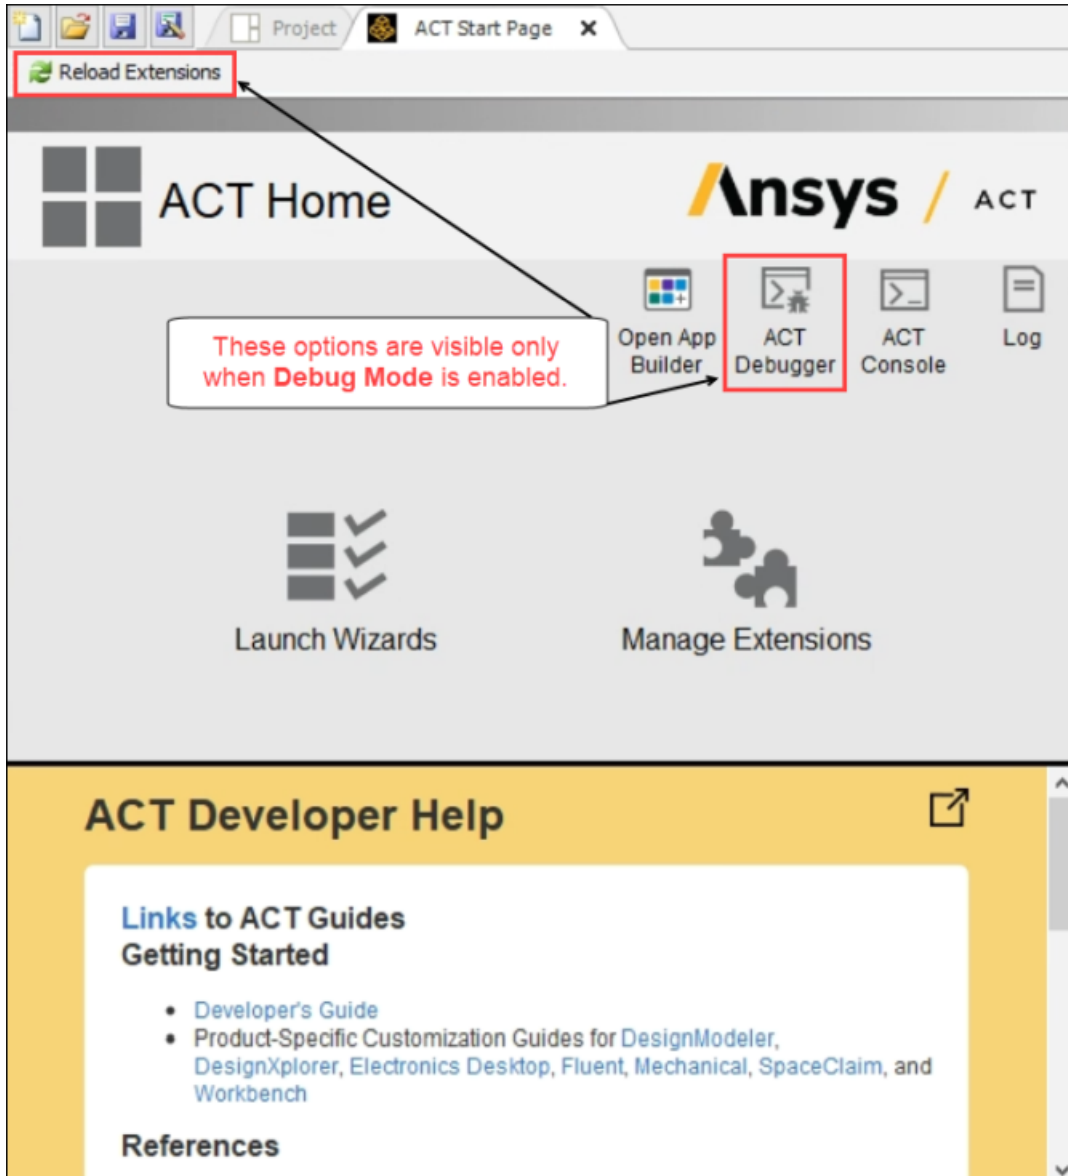 Project
ACT Start Page
Reload Extensions
ACT Home
Ansys / ACT
These options are visible only
when Debug Mode is enabled.
Open App
Builder
ACT
Debugger
ACT
Console
Log
Launch Wizards
Manage Extensions
ACT Developer Help
Links to ACT Guides
Getting Started
• Developer's Guide
• Product-Specific Customization Guides for DesignModeler,
DesignXplorer, Electronics Desktop, Fluent, Mechanical, SpaceClaim, and
Workbench
References